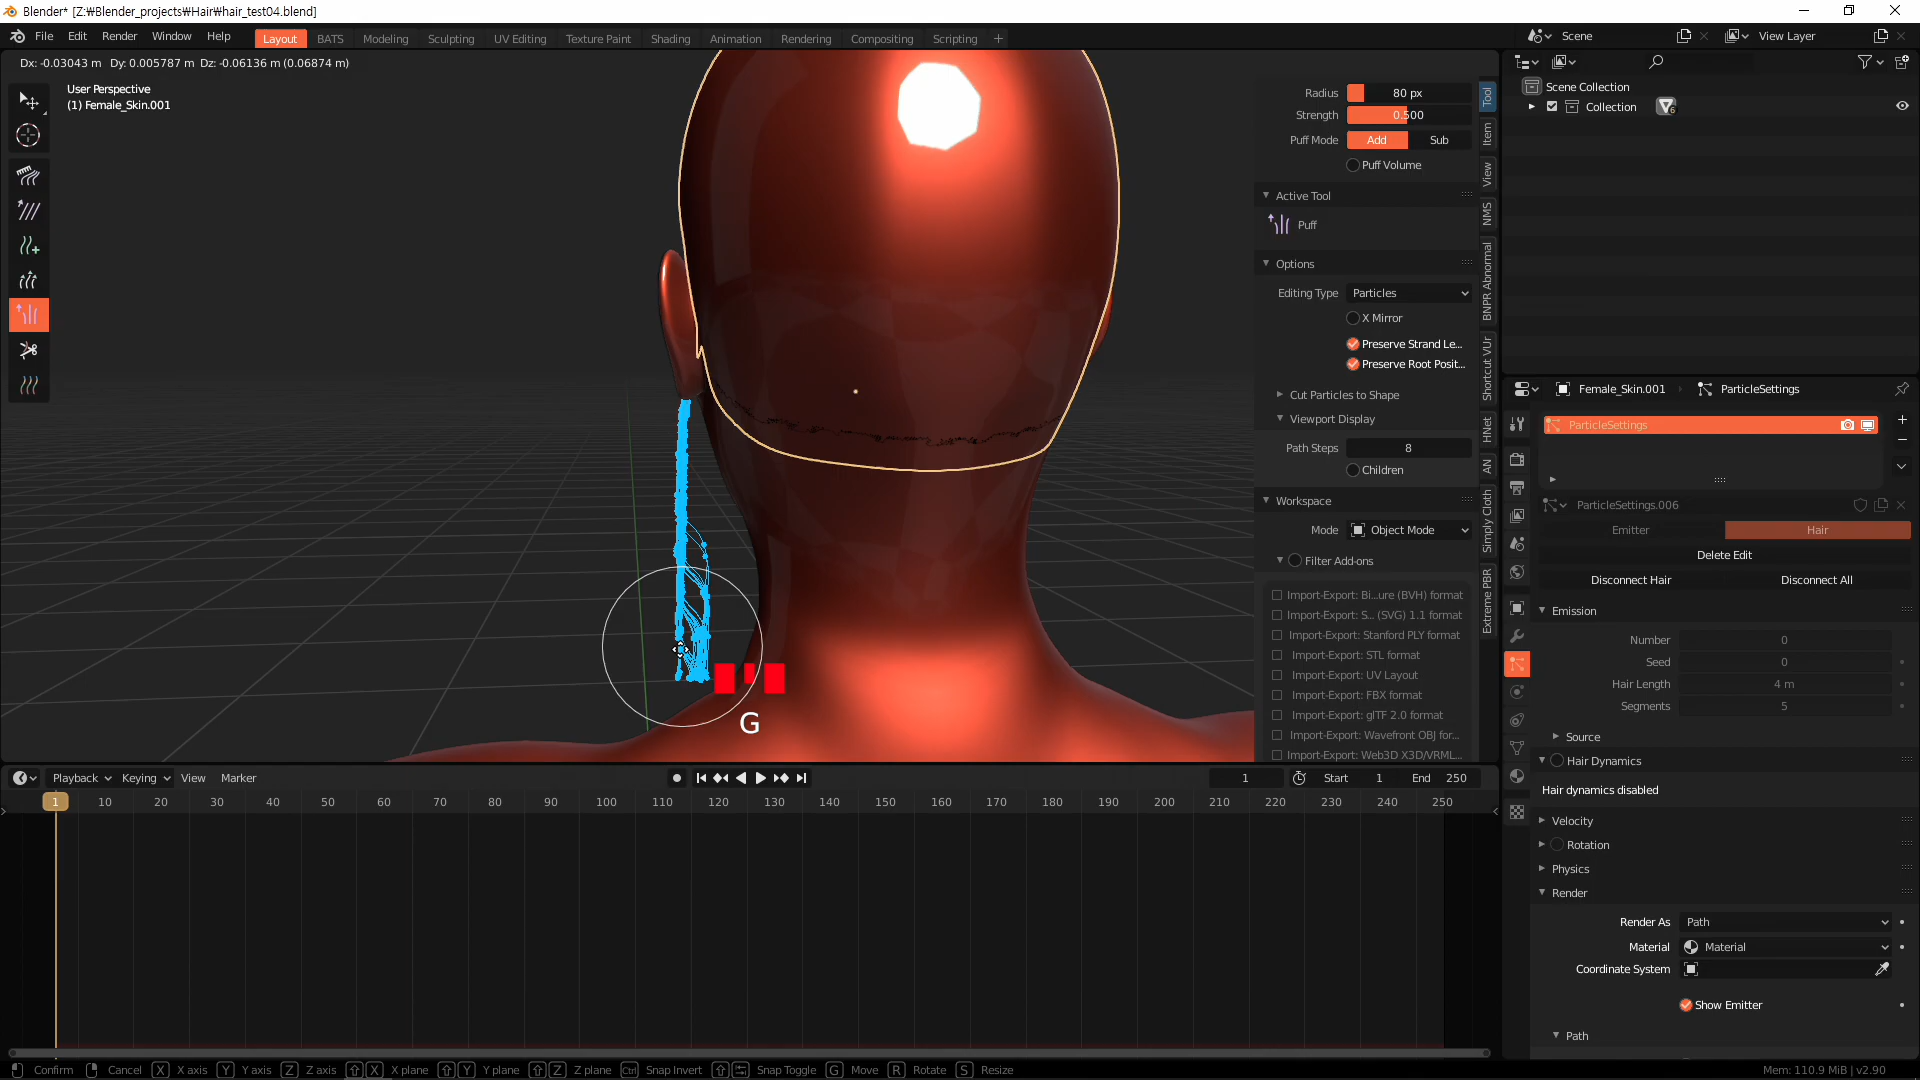 Blender* [Z:₩Blender_projects₩Hair₩hair_test04.blend]
File Edit Render Window Help Layout BATS Modeling Sculpting UV Editing Texture Paint Shading Animation Rendering Compositing Scripting + Scene View Layer
Dx: -0.03043 m Dy: 0.005787 m Dz: -0.06136 m (0.06874 m)
User Perspective
(1) Female_Skin.001
Radius 80 px
Strength 0.500
Puff Mode Add Sub
Puff Volume
Active Tool
Puff
Options
Editing Type Particles
X Mirror
Preserve Strand Le...
Preserve Root Posit...
Cut Particles to Shape
Viewport Display
Path Steps 8
Children
Workspace
Mode Object Mode
Filter Add-ons
Import-Export: Bi...ure (BVH) format
Import-Export: S... (SVG) 1.1 format
Import-Export: Stanford PLY format
Import-Export: STL format
Import-Export: UV Layout
Import-Export: FBX format
Import-Export: glTF 2.0 format
Import-Export: Wavefront OBJ for...
Import-Export: Web3D X3D/VRML...
Tool
Item
View
NMS
BNPR Abnormal
Shortcut VUr
HNet
AN
Simply Cloth
Extreme PBR
G
Scene Collection
Collection 6
Female_Skin.001 › ParticleSettings
ParticleSettings
ParticleSettings.006
Emitter Hair
Delete Edit
Disconnect Hair Disconnect All
Emission
Number 0
Seed 0
Hair Length 4 m
Segments 5
Source
Hair Dynamics
Hair dynamics disabled
Velocity
Rotation
Physics
Render
Render As Path
Material Material
Coordinate System
Show Emitter
Path
Playback Keying View Marker 1 Start 1 End 250
1 10 20 30 40 50 60 70 80 90 100 110 120 130 140 150 160 170 180 190 200 210 220 230 240 250
Confirm Cancel X X axis Y Y axis Z Z axis X X plane Y Y plane Z Z plane Ctrl Snap Invert Snap Toggle G Move R Rotate S Resize Mem: 110.9 MiB | v2.90